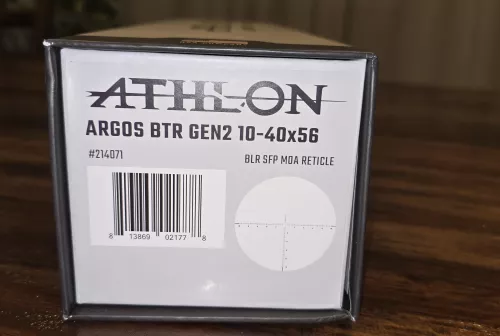 ATHLON
ARGOS BTR GEN2 10-40x56
#214071
BLR SFP MOA RETICLE
8 13869 02177 8